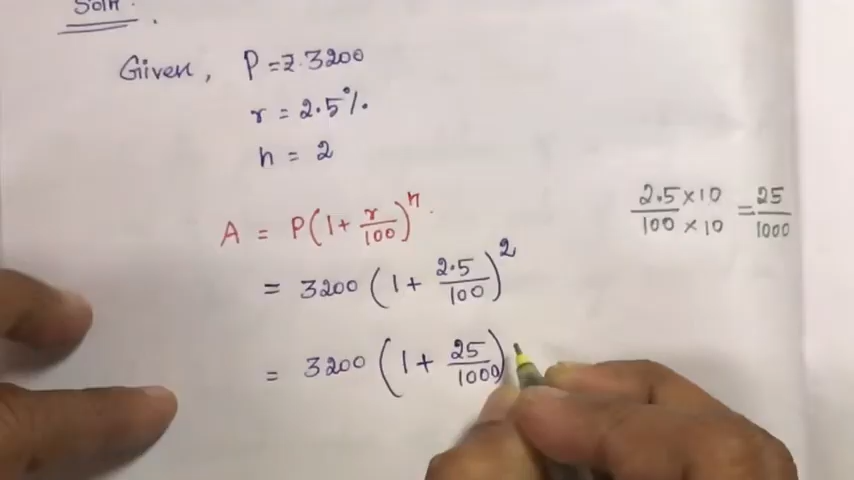 Soln.
Given, P = ₹.3200
r = 2.5%
n = 2
A = P(1 + r/100)^n.
= 3200 (1 + 2.5/100)^2
= 3200 (1 + 25/1000)
2.5 × 10 / 100 × 10 = 25/1000